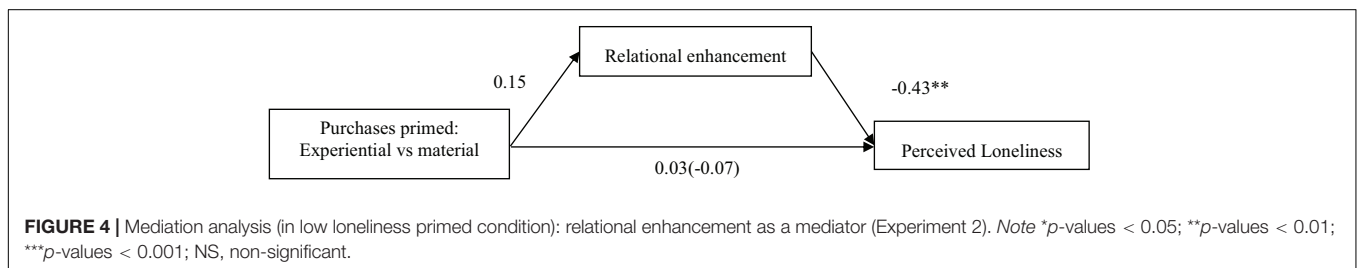 Relational enhancement
0.15
-0.43**
Purchases primed:
Experiential vs material
Perceived Loneliness
0.03(-0.07)
FIGURE 4 | Mediation analysis (in low loneliness primed condition): relational enhancement as a mediator (Experiment 2). Note *p-values < 0.05; **p-values < 0.01;
***p-values < 0.001; NS, non-significant.